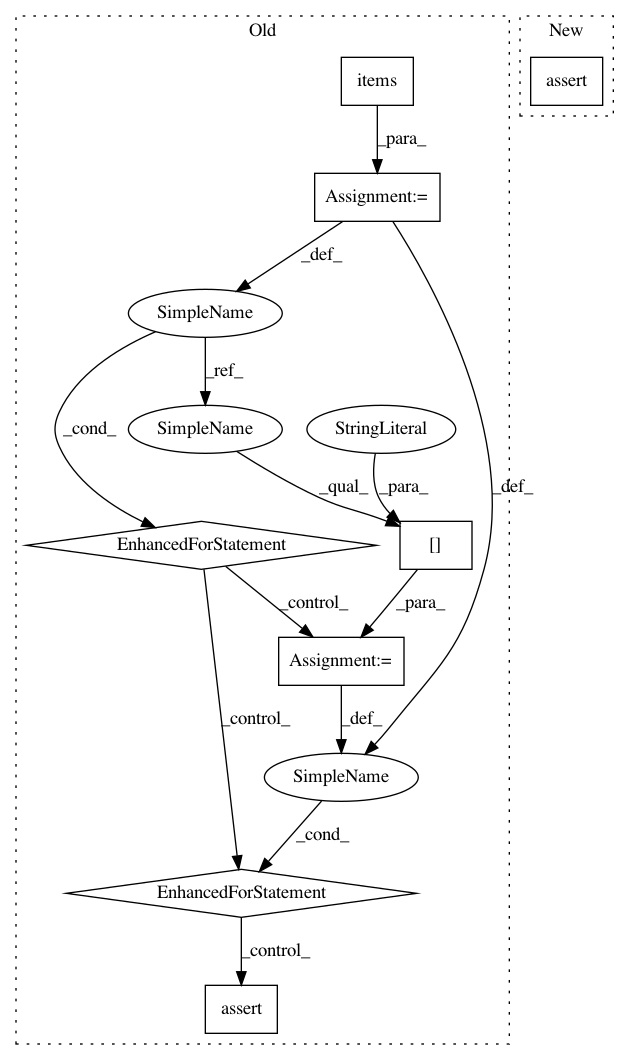 Old
New
items
assert
_para_
Assignment:=
_def_
SimpleName
_ref_
_cond_
SimpleName
StringLiteral
_qual_
_para_
_def_
EnhancedForStatement
[]
_control_
_para_
Assignment:=
_control_
_def_
SimpleName
_cond_
EnhancedForStatement
_control_
assert